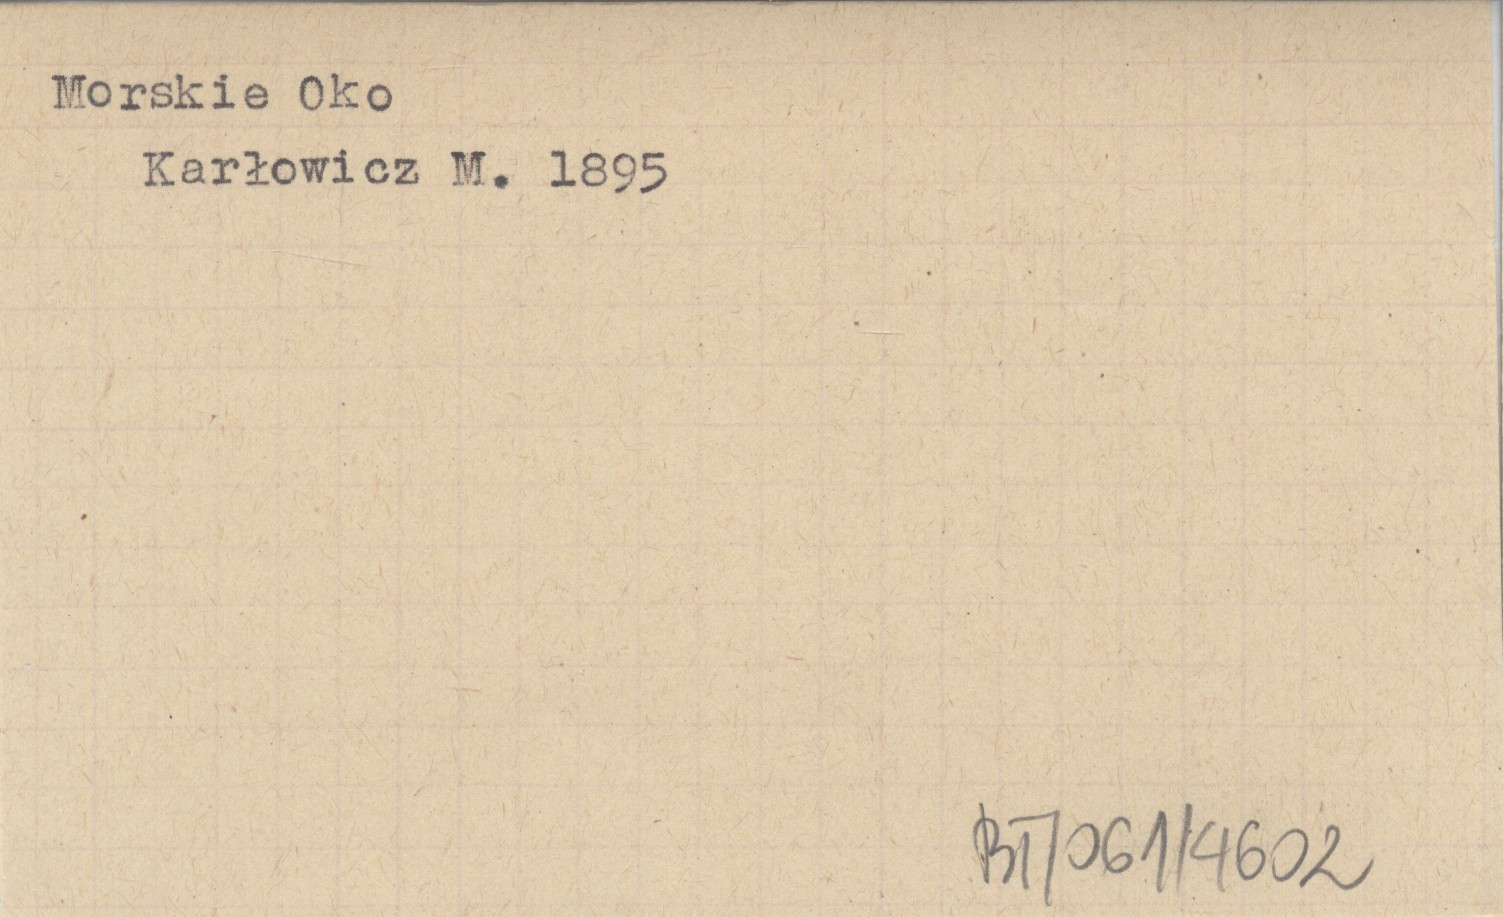 Morskie Oko
Karłowicz M. 1895
BT/061/4602